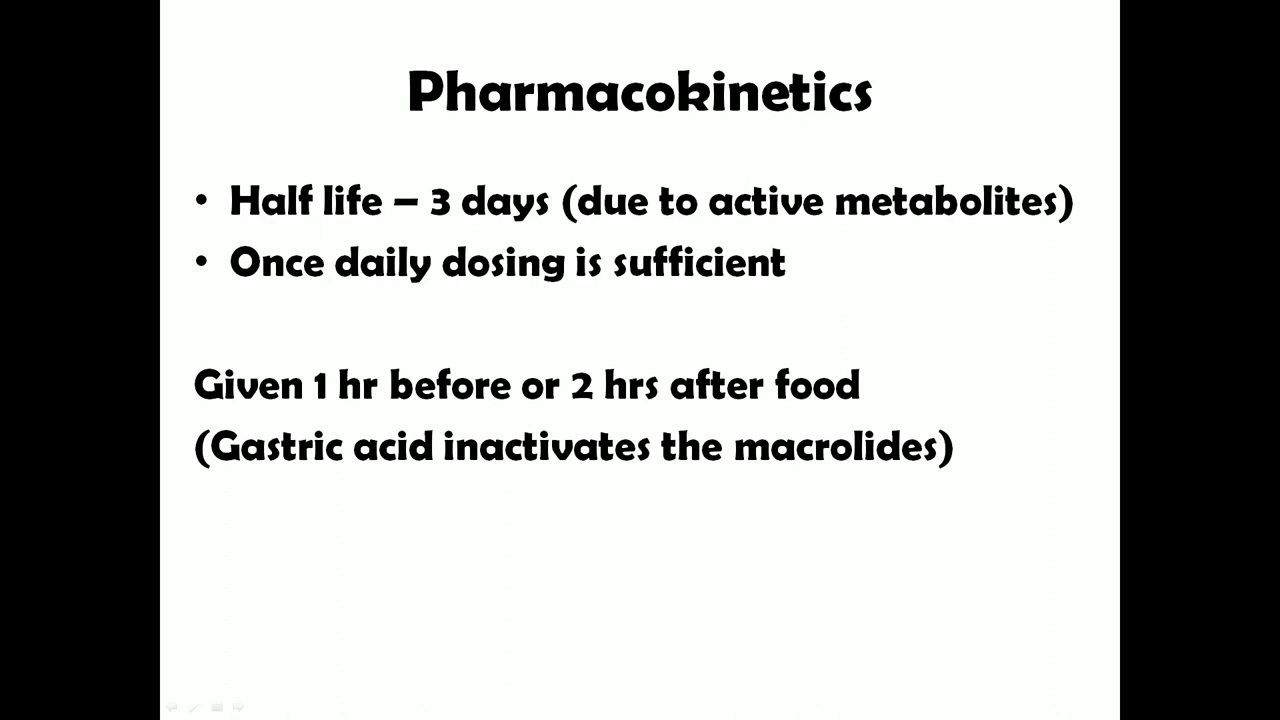 Pharmacokinetics
• Half life – 3 days (due to active metabolites)
• Once daily dosing is sufficient
Given 1 hr before or 2 hrs after food
(Gastric acid inactivates the macrolides)